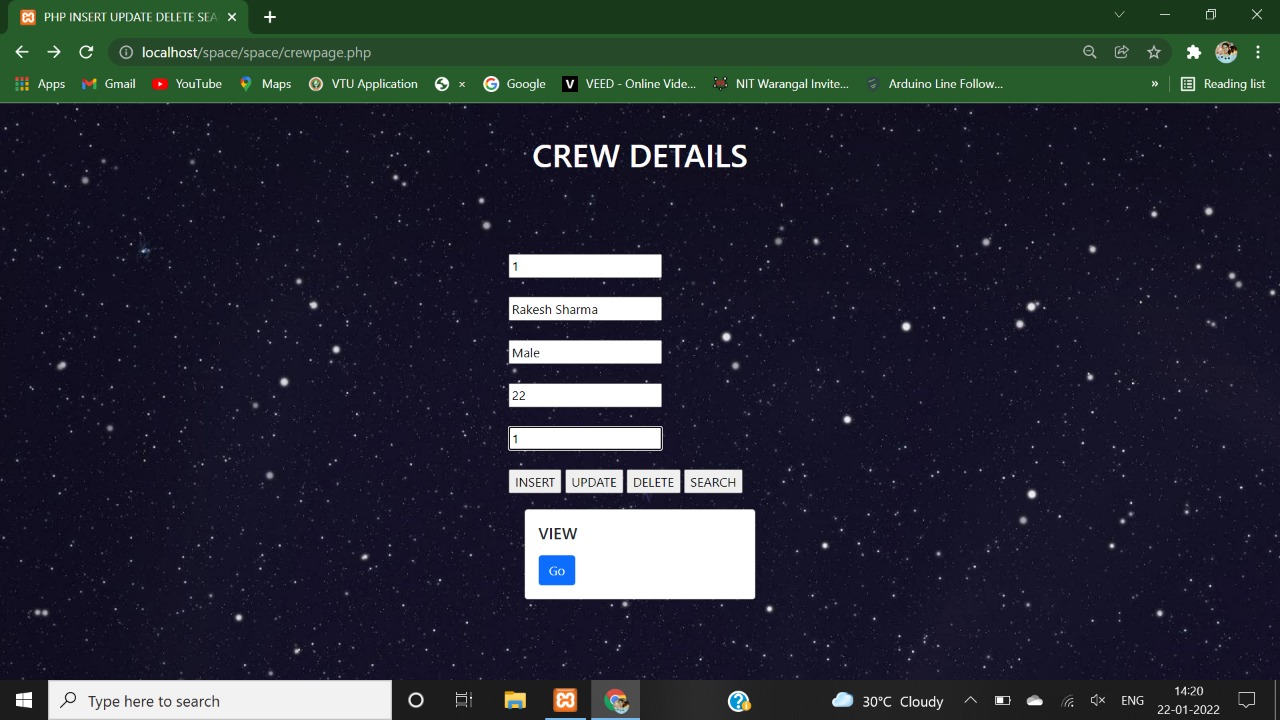 PHP INSERT UPDATE DELETE SEA
localhost/space/space/crewpage.php
Apps Gmail YouTube Maps VTU Application Google VEED - Online Vide... NIT Warangal Invite... Arduino Line Follow... » Reading list
CREW DETAILS
1
Rakesh Sharma
Male
22
1
INSERT UPDATE DELETE SEARCH
VIEW
Go
Type here to search
30°C Cloudy
ENG
14:20
22-01-2022